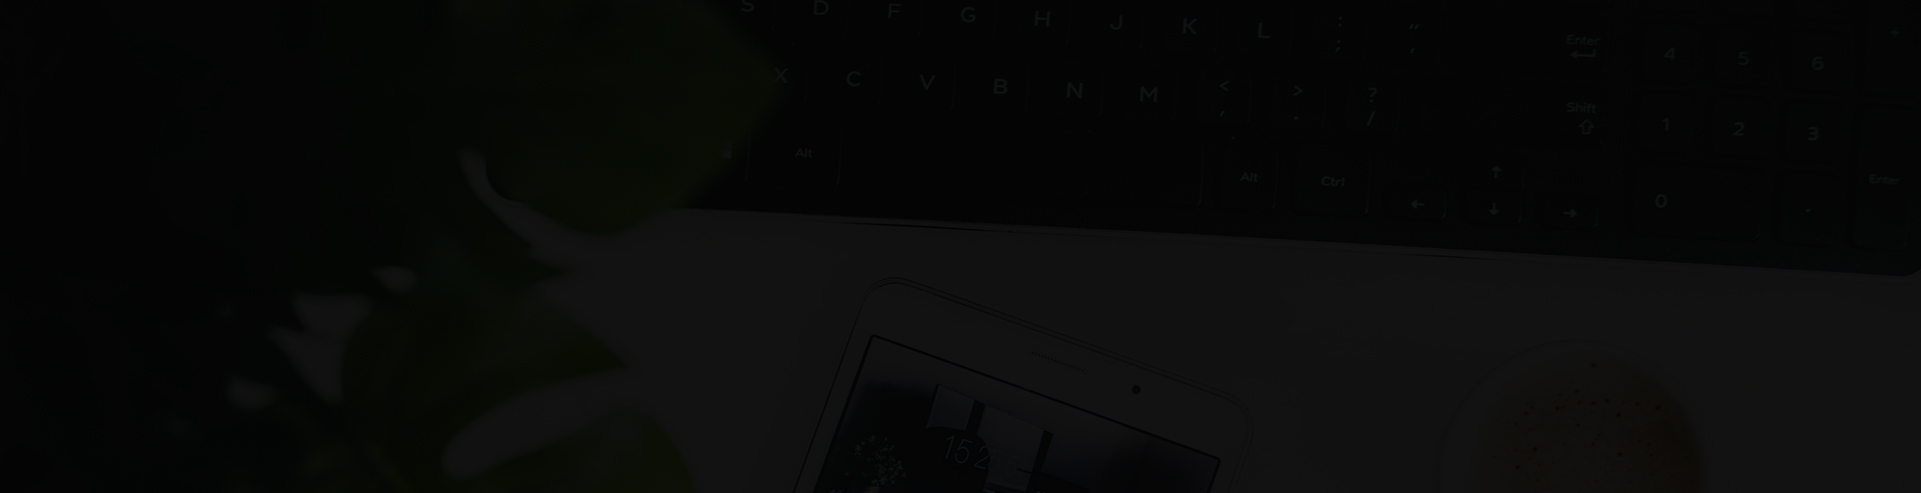 S D F G H J K L : ; " ,
Enter 4 5 6
X C V B N M < , > . ? /
Shift 1 2 3
Alt Alt Ctrl
0 . Enter
15 2